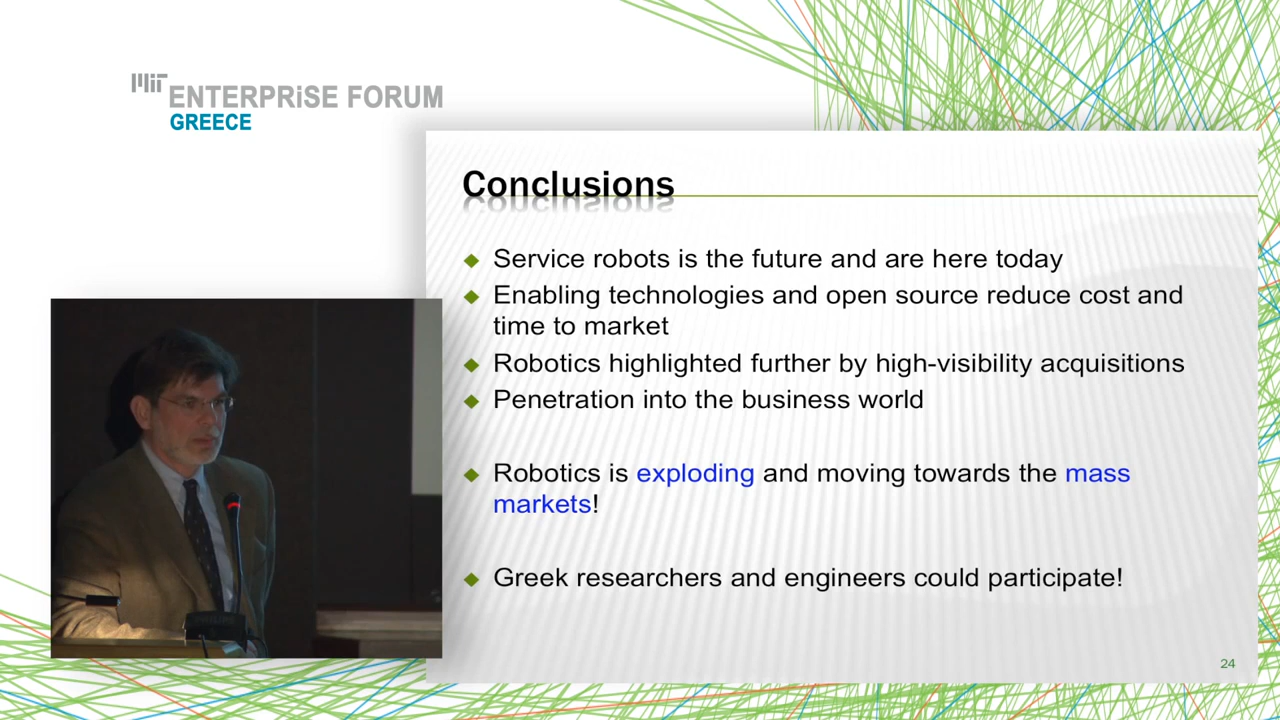 MIT
ENTERPRiSE FORUM
GREECE
Conclusions
Service robots is the future and are here today
Enabling technologies and open source reduce cost and
time to market
Robotics highlighted further by high-visibility acquisitions
Penetration into the business world
Robotics is exploding and moving towards the mass
markets!
Greek researchers and engineers could participate!
PHILIPS
24